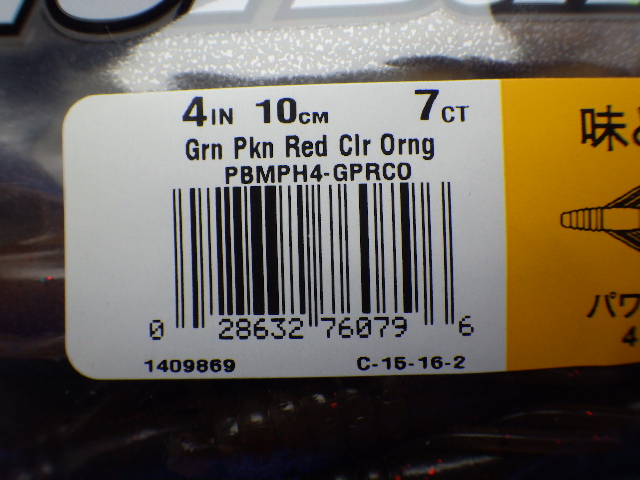 4IN 10CM 7CT
Grn Pkn Red Clr Orng
PBMPH4-GPRCO
0 28632 76079 6
1409869 C-15-16-2
味と
パワ
4